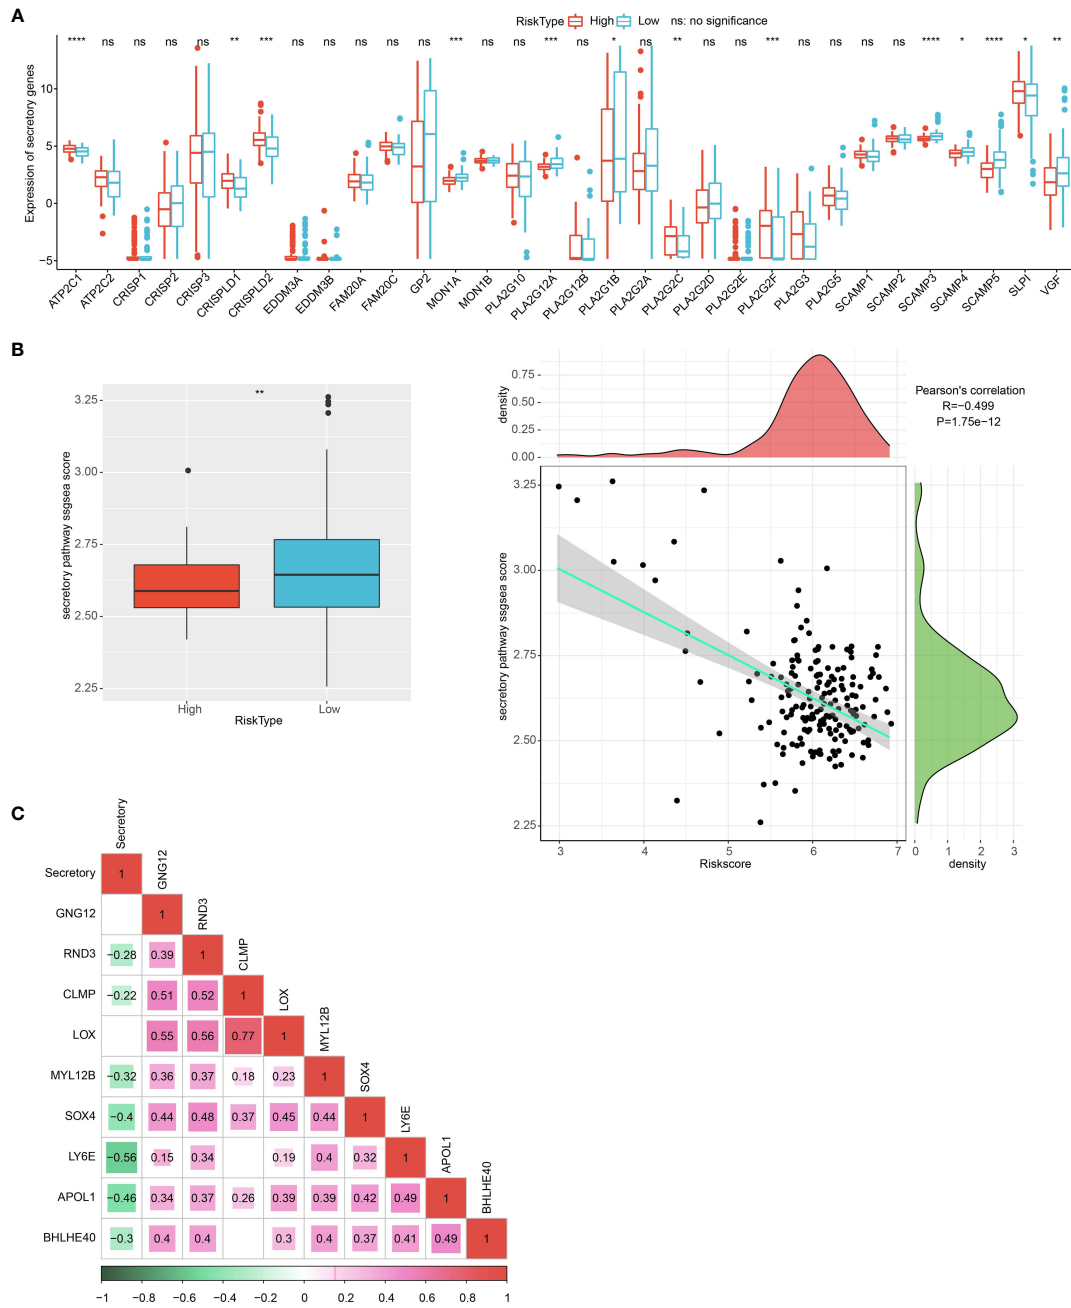 A
RiskType High Low ns: no significance
**** ns ns ns ns ** *** ns ns ns ns ns *** ns ns *** ns * ns ** ns ns *** ns ns ns ns **** * **** * **
Expression of secretory genes
10
5
0
−5
ATP2C1 ATP2C2 CRISP1 CRISP2 CRISP3 CRISPLD1 CRISPLD2 EDDM3A EDDM3B FAM20A FAM20C GP2 MON1A MON1B PLA2G10 PLA2G12A PLA2G12B PLA2G1B PLA2G2A PLA2G2C PLA2G2D PLA2G2E PLA2G2F PLA2G3 PLA2G5 SCAMP1 SCAMP2 SCAMP3 SCAMP4 SCAMP5 SLPI VGF
B
**
secretory pathway ssgsea score
3.25
3.00
2.75
2.50
2.25
High Low
RiskType
density
0.75
0.50
0.25
0.00
Pearson's correlation
R=−0.499
P=1.75e−12
secretory pathway ssgsea score
3.25
3.00
2.75
2.50
2.25
3 4 5 6 7
Riskscore
0 1 2 3
density
C
Secretory GNG12 RND3 CLMP LOX MYL12B SOX4 LY6E APOL1 BHLHE40
Secretory 1
GNG12 1
RND3 −0.28 0.39 1
CLMP −0.22 0.51 0.52 1
LOX 0.55 0.56 0.77 1
MYL12B −0.32 0.36 0.37 0.18 0.23 1
SOX4 −0.4 0.44 0.48 0.37 0.45 0.44 1
LY6E −0.56 0.15 0.34 0.19 0.4 0.32 1
APOL1 −0.46 0.34 0.37 0.26 0.39 0.39 0.42 0.49 1
BHLHE40 −0.3 0.4 0.4 0.3 0.4 0.37 0.41 0.49 1
−1 −0.8 −0.6 −0.4 −0.2 0 0.2 0.4 0.6 0.8 1